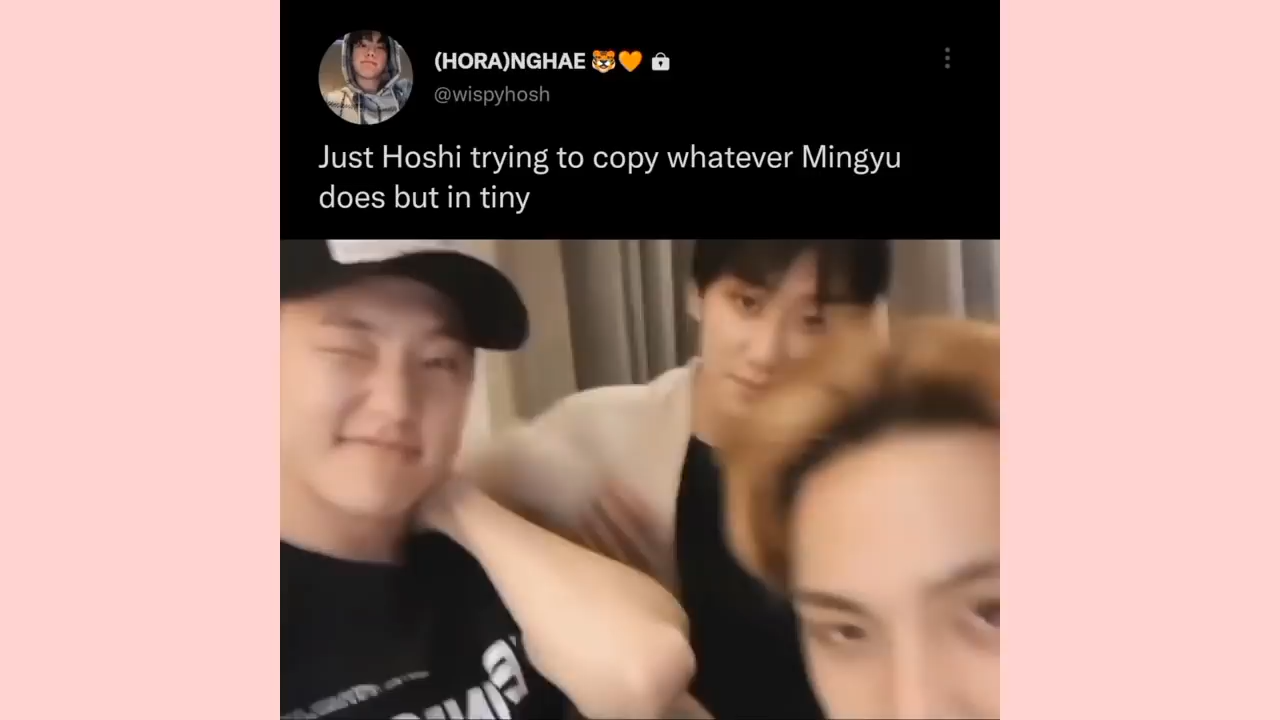 (HORA)NGHAE 🐯🧡 🔒
@wispyhosh
Just Hoshi trying to copy whatever Mingyu
does but in tiny